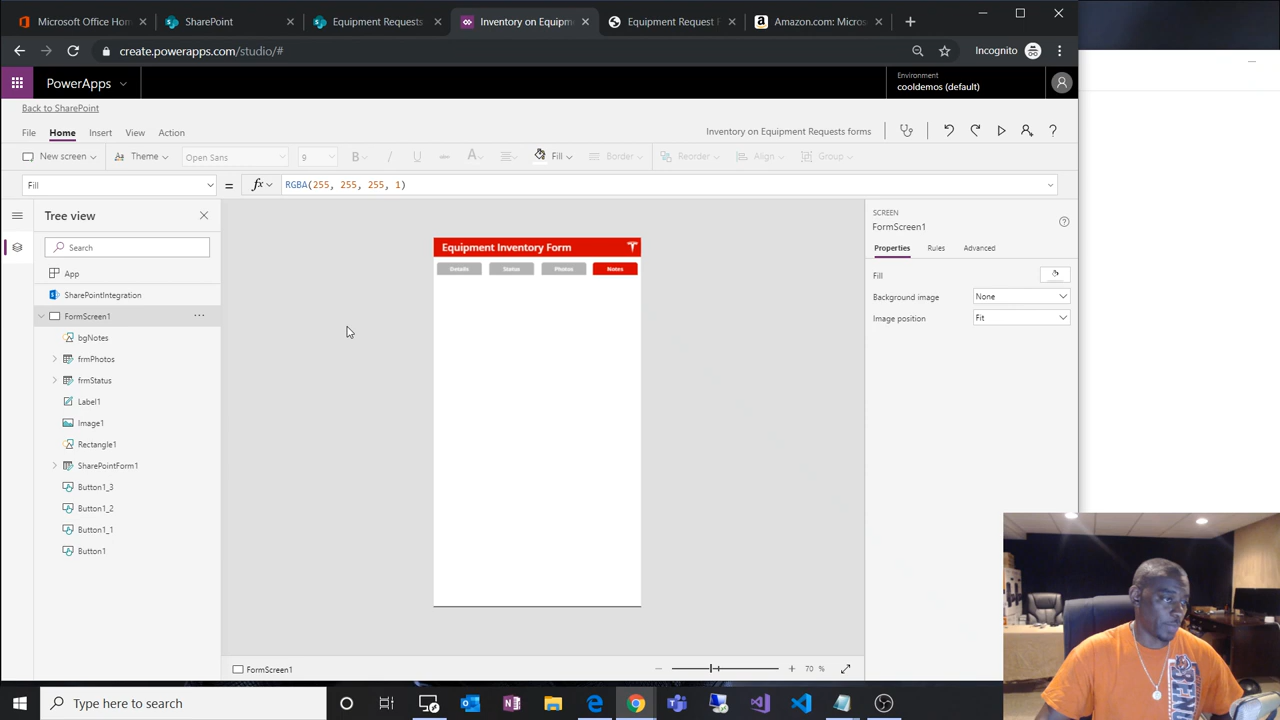 Microsoft Office Hom
SharePoint
Equipment Requests
Inventory on Equipm
Equipment Request F
Amazon.com: Micros
create.powerapps.com/studio/#
Incognito
PowerApps
Environment
cooldemos (default)
Back to SharePoint
File
Home
Insert
View
Action
Inventory on Equipment Requests forms
New screen
Theme
Open Sans
9
Fill
Border
Reorder
Align
Group
Fill
=
fx
RGBA(255, 255, 255, 1)
Tree view
Search
App
SharePointIntegration
FormScreen1
bgNotes
frmPhotos
frmStatus
Label1
Image1
Rectangle1
SharePointForm1
Button1_3
Button1_2
Button1_1
Button1
Equipment Inventory Form
Details
Status
Photos
Notes
SCREEN
FormScreen1
Properties
Rules
Advanced
Fill
Background image
None
Image position
Fit
FormScreen1
70 %
Type here to search